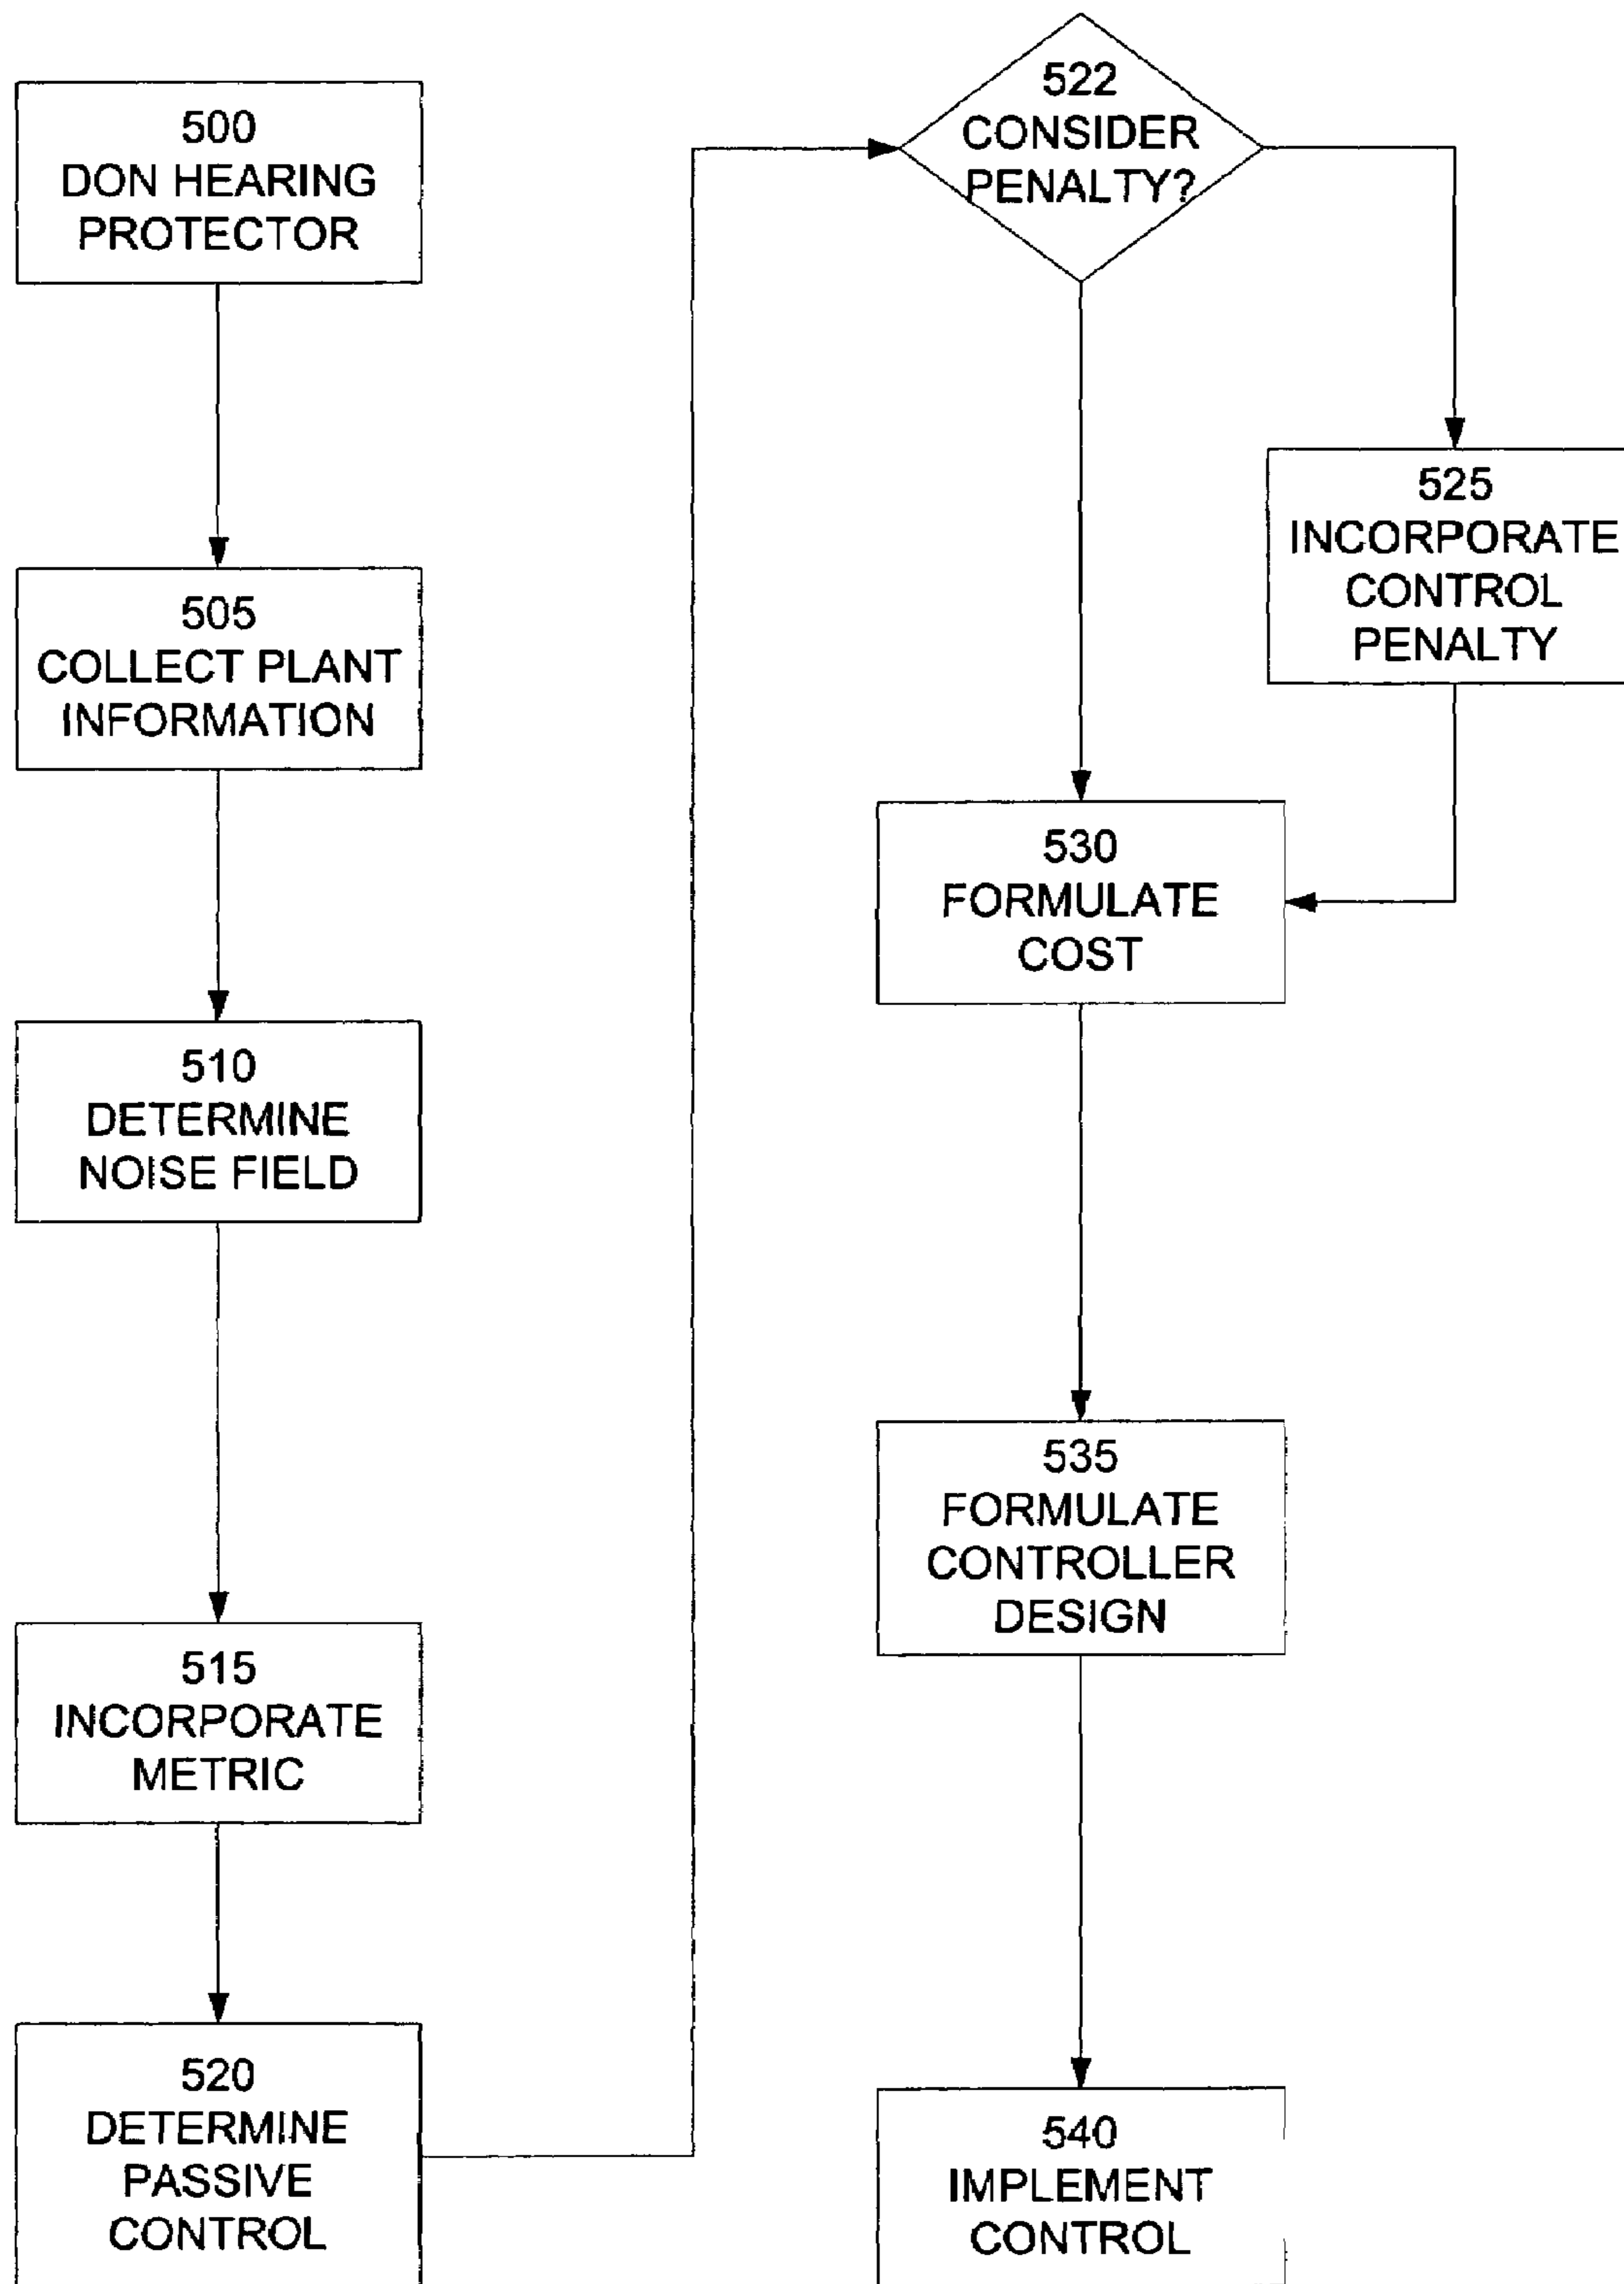 500
DON HEARING
PROTECTOR
505
COLLECT PLANT
INFORMATION
510
DETERMINE
NOISE FIELD
515
INCORPORATE
METRIC
520
DETERMINE
PASSIVE
CONTROL
522
CONSIDER
PENALTY?
525
INCORPORATE
CONTROL
PENALTY
530
FORMULATE
COST
535
FORMULATE
CONTROLLER
DESIGN
540
IMPLEMENT
CONTROL